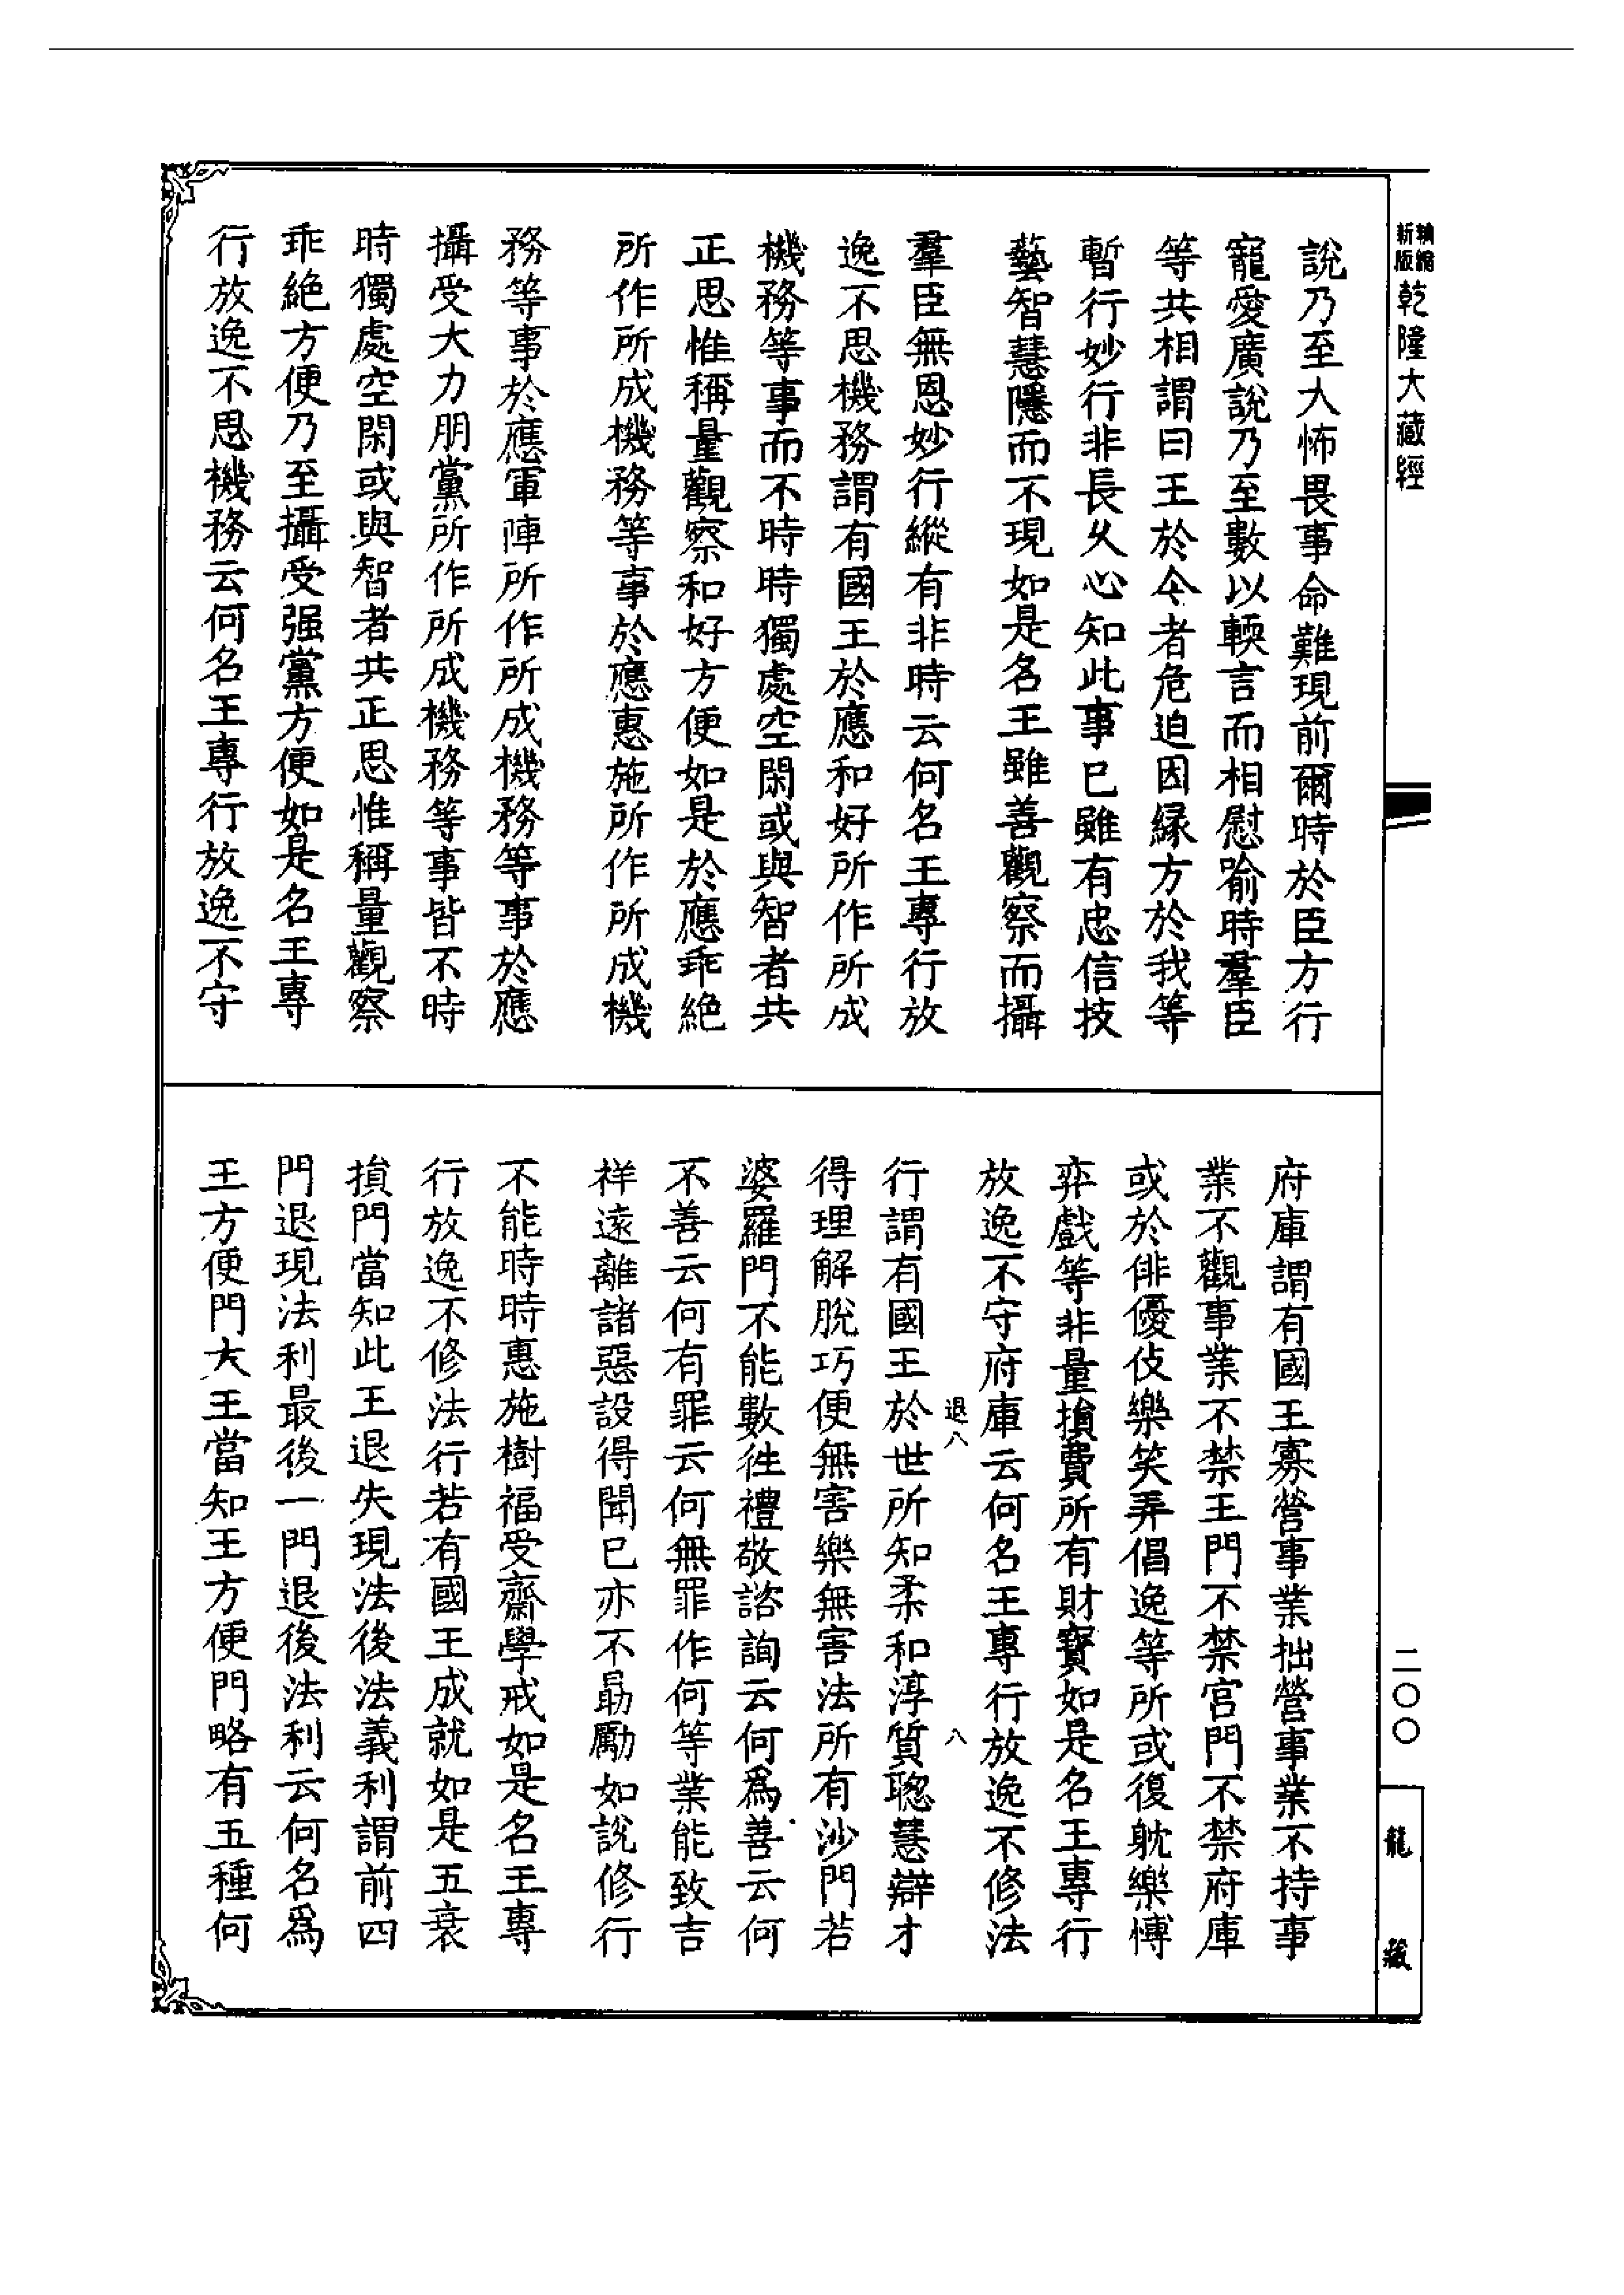 新版
乾隆大藏經
說乃至大怖畏事命難現前爾時於臣方行
寵愛廣說乃至數以輭言而相慰喻時羣臣
等共相謂曰王於今者危迫因緣方於我等
暫行妙行非長久心知此事已雖有忠信技
藝智慧隱而不現如是名王雖善觀察而攝
羣臣無恩妙行縱有非時云何名王專行放
逸不思機務謂有國王於應和好所作所成
機務等事而不時時獨處空閑或與智者共
正思惟稱量觀察和好方便如是於應乖絕
所作所成機務等事於應惠施所作所成機
務等事於應軍陣所作所成機務等事於應
攝受大力朋黨所作所成機務等事皆不時
時獨處空閑或與智者共正思惟稱量觀察
乖絕方便乃至攝受强黨方便如是名王專
行放逸不思機務云何名王專行放逸不守
府庫謂有國王寡營事業拙營事業不持事
業不觀事業不禁王門不禁宮門不禁府庫
或於俳優伎樂笑弄倡逸等所或復躭樂愽
弈戲等非量損費所有財寶如是名王專行
放逸不守府庫云何名王專行放逸不修法
退八
八
行謂有國王於世所知柔和淳質聰慧辯才
得理解脫巧便無害樂無害法所有沙門若
婆羅門不能數往禮敬諮詢云何爲善云何
不善云何有罪云何無罪作何等業能致吉
祥遠離諸惡設得聞已亦不勗勵如說修行
不能時時惠施樹福受齋學戒如是名王專
行放逸不修法行若有國王成就如是五衰
損門當知此王退失現法後法義利謂前四
門退現法利最後一門退後法利云何名爲
王方便門大王當知王方便門略有五種何
二〇〇
龍藏